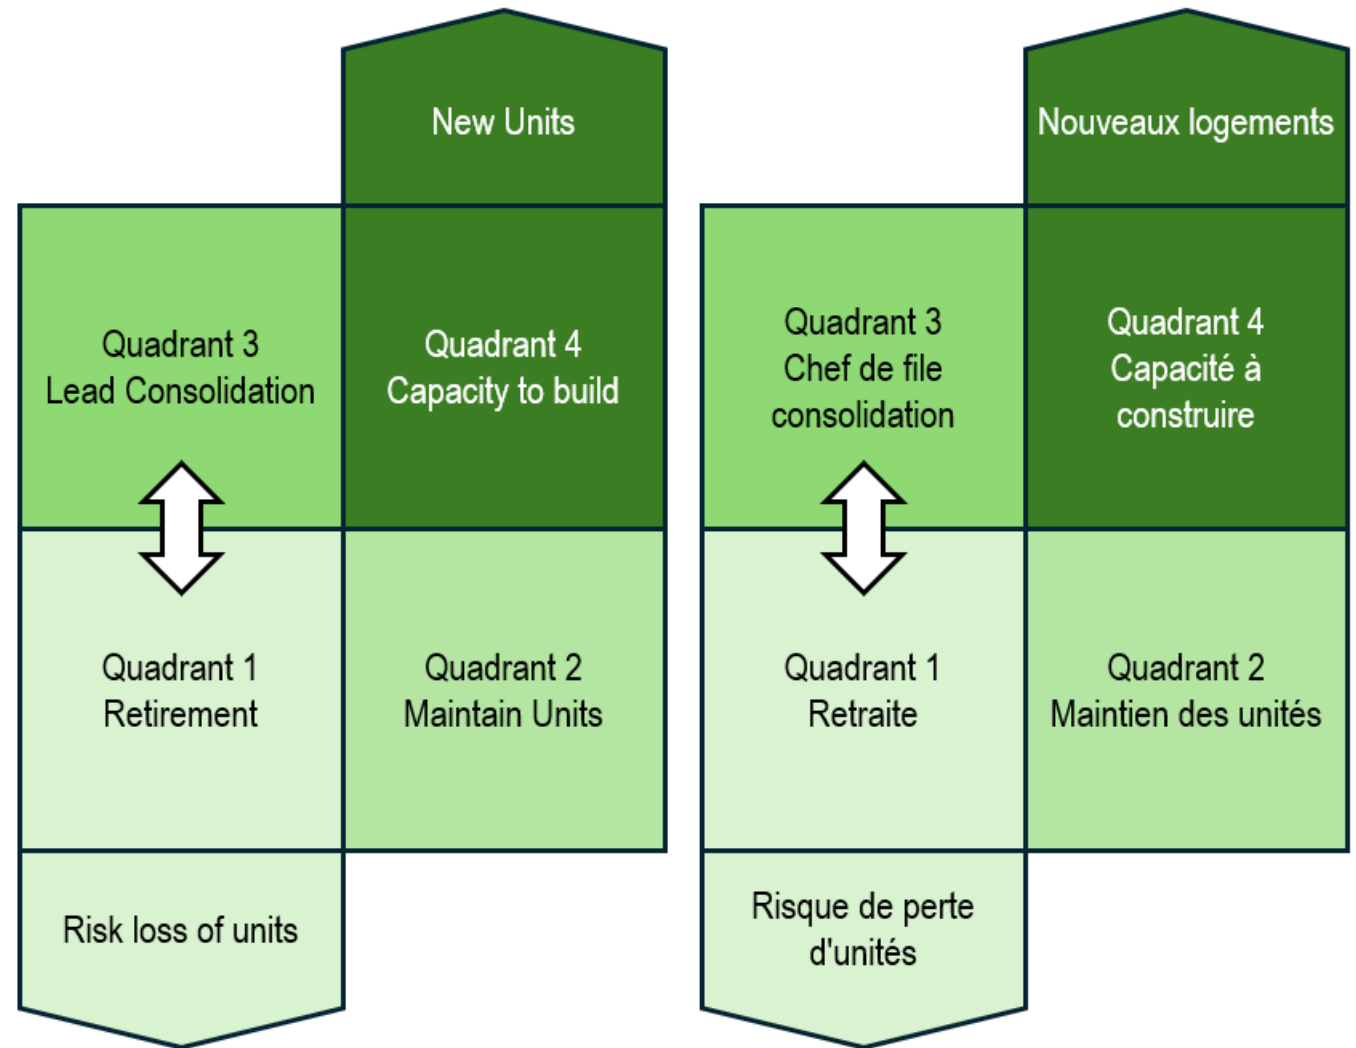 New Units
Quadrant 3
Lead Consolidation
Quadrant 4
Capacity to build
Quadrant 1
Retirement
Quadrant 2
Maintain Units
Risk loss of units
Nouveaux logements
Quadrant 3
Chef de file
consolidation
Quadrant 4
Capacité à
construire
Quadrant 1
Retraite
Quadrant 2
Maintien des unités
Risque de perte
d'unités